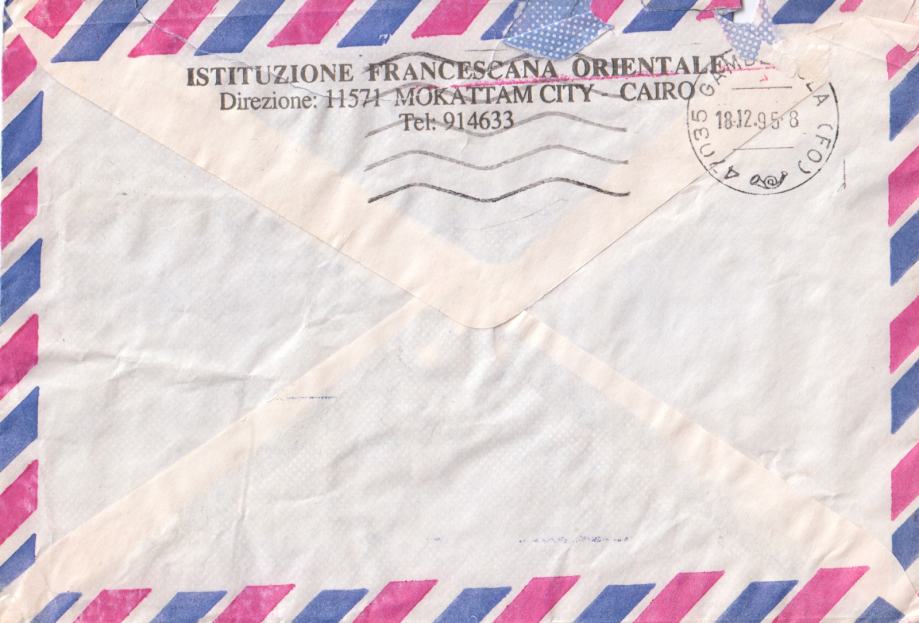 ISTITUZIONE FRANCESCANA ORIENTALE
Direzione: 11571 MOKATTAM CITY - CAIRO
Tel: 914633
47035
(FO)
18.12.95-8